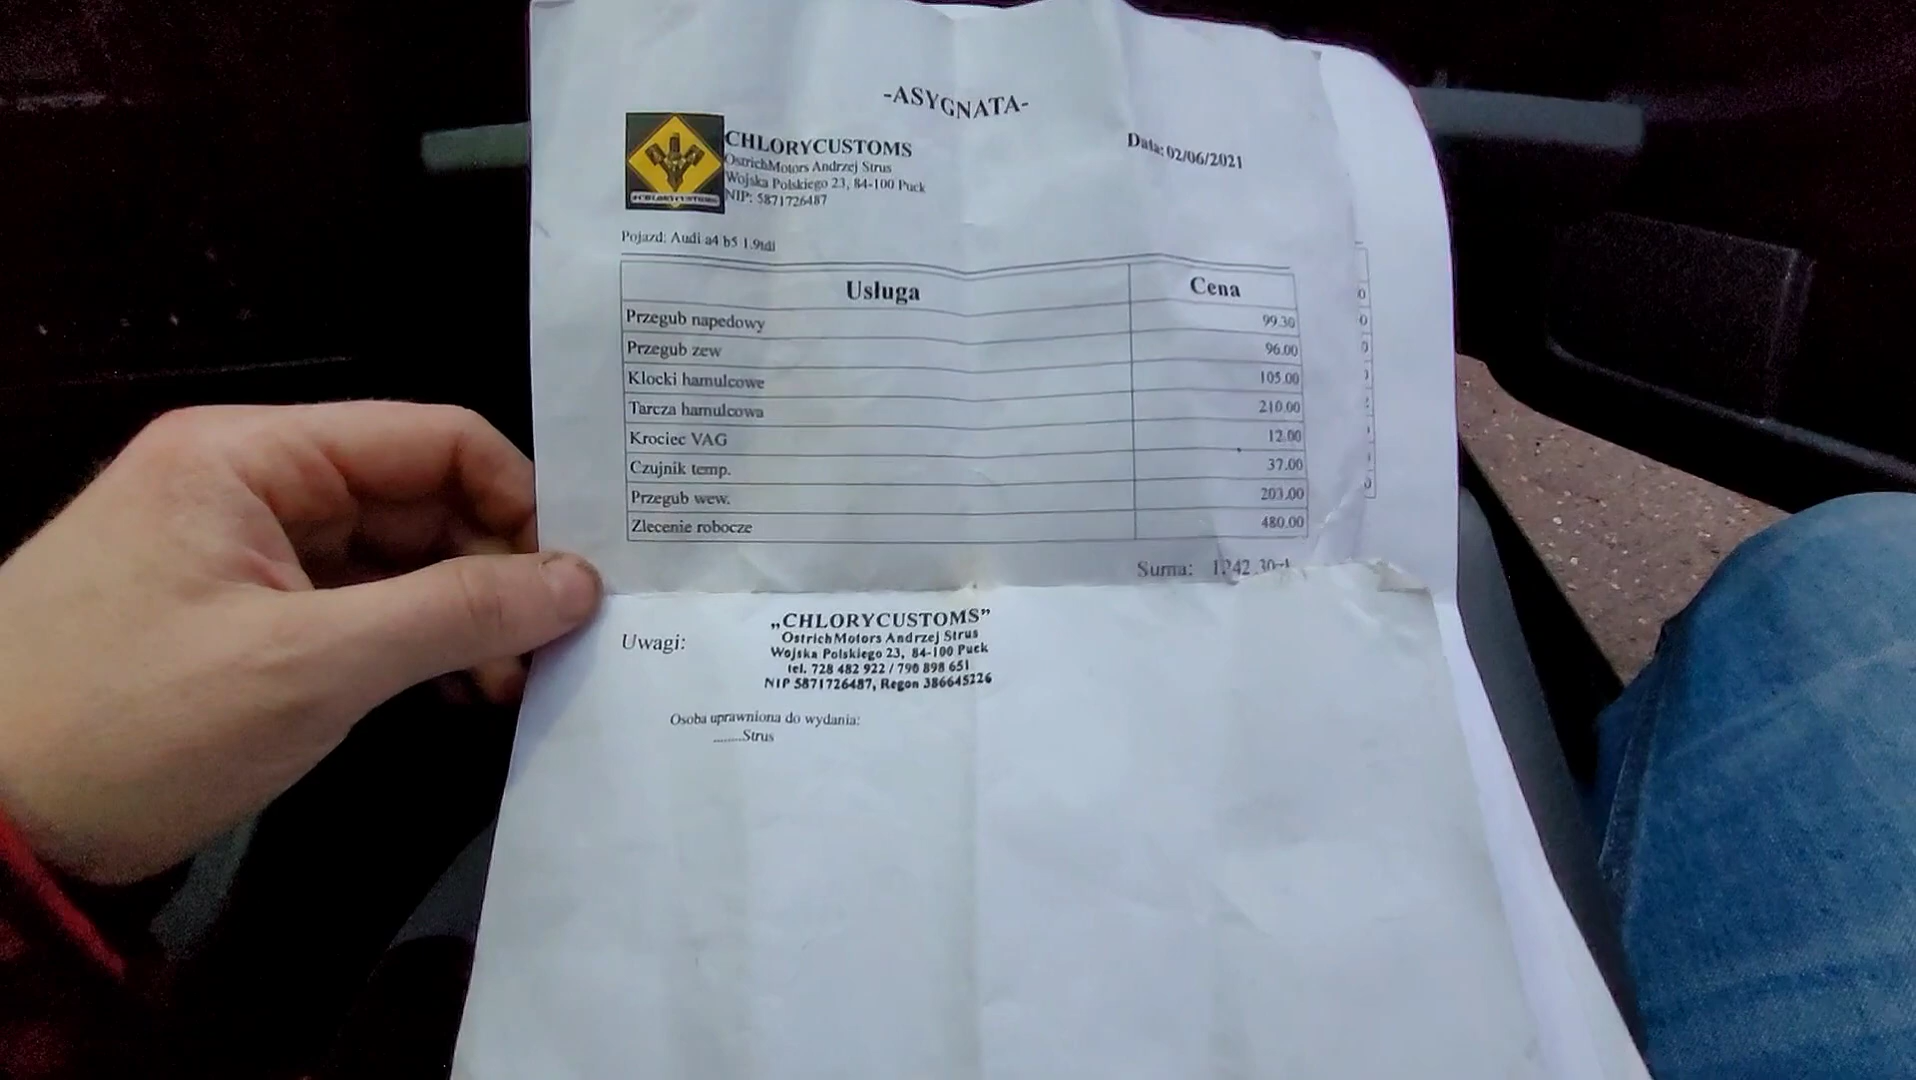 -ASYGNATA-
CHLORYCUSTOMS
OstrichMotors Andrzej Strus
Wojska Polskiego 23, 84-100 Puck
NIP: 5871726487
Data: 02/06/2021
#CHLORYCUSTOMS
Pojazd: Audi a4 b5 1.9tdi
Usługa Cena
Przegub napedowy 99.30
Przegub zew 96.00
Klocki hamulcowe 105.00
Tarcza hamulcowa 210.00
Krociec VAG 12.00
Czujnik temp. 37.00
Przegub wew. 203.00
Zlecenie robocze 480.00
Suma: 1242.30zł
Uwagi:
„CHLORYCUSTOMS”
OstrichMotors Andrzej Strus
Wojska Polskiego 23, 84-100 Puck
tel. 728 482 922 / 790 898 651
NIP 5871726487, Regon 386645226
Osoba uprawniona do wydania:
........Strus